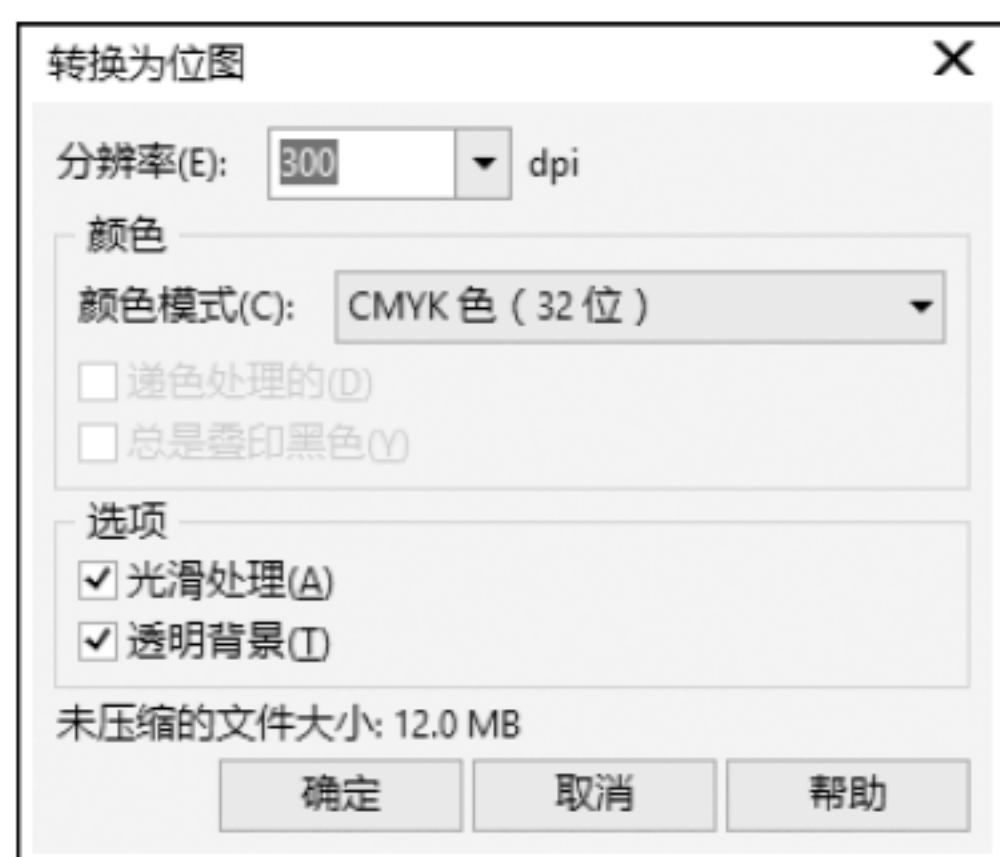 转换为位图
分辨率(E): 300 dpi
颜色
颜色模式(C): CMYK 色 ( 32 位 )
递色处理的(D)
总是叠印黑色(Y)
选项
光滑处理(A)
透明背景(T)
未压缩的文件大小: 12.0 MB
确定 取消 帮助